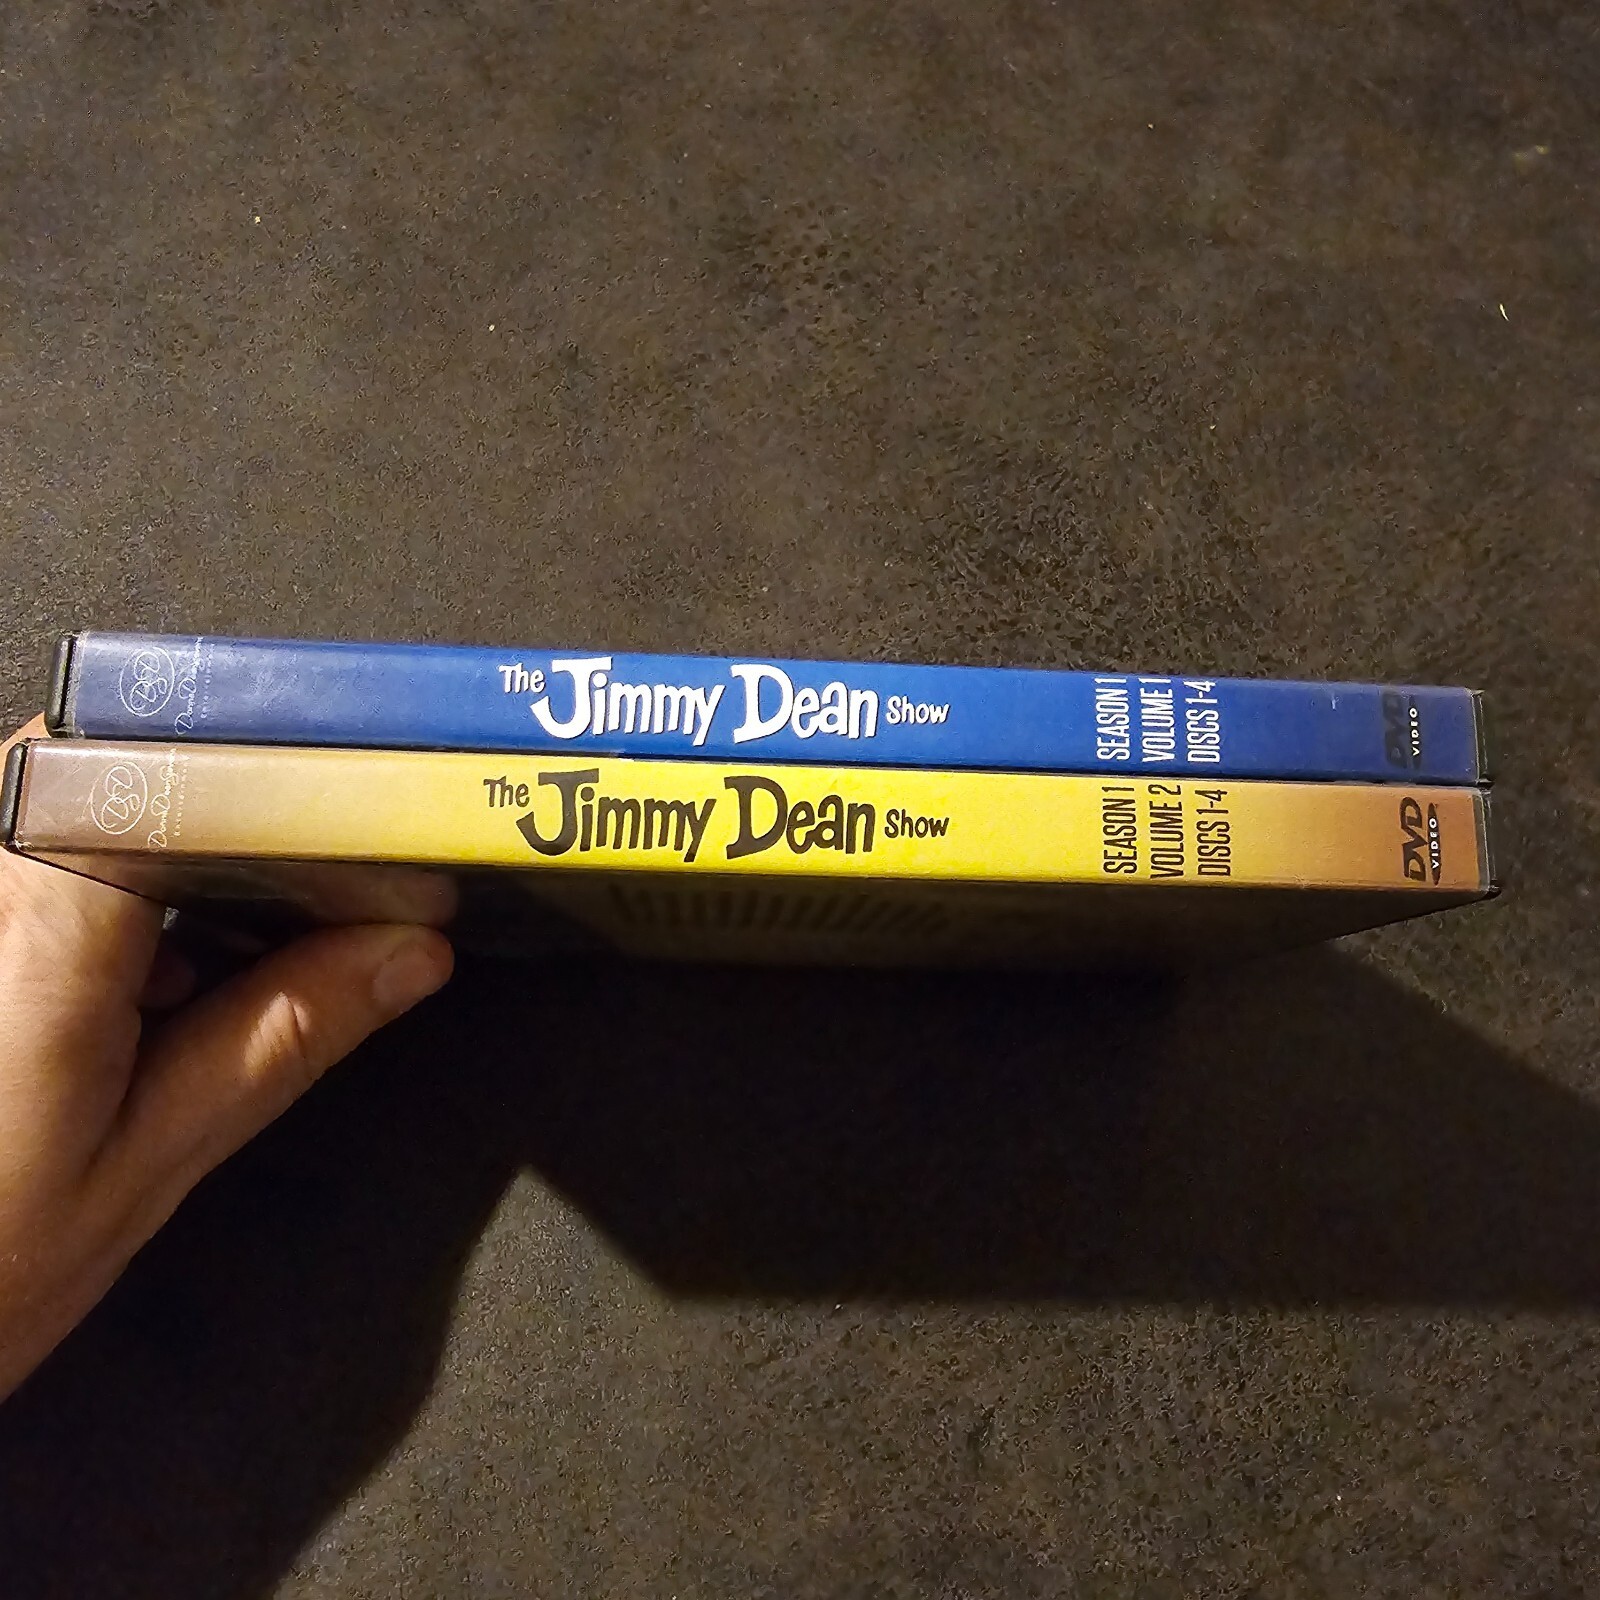 The Jimmy Dean Show
SEASON 1
VOLUME 1
DISCS 1-4
DVD
VIDEO
The Jimmy Dean Show
SEASON 1
VOLUME 2
DISCS 1-4
DVD
VIDEO